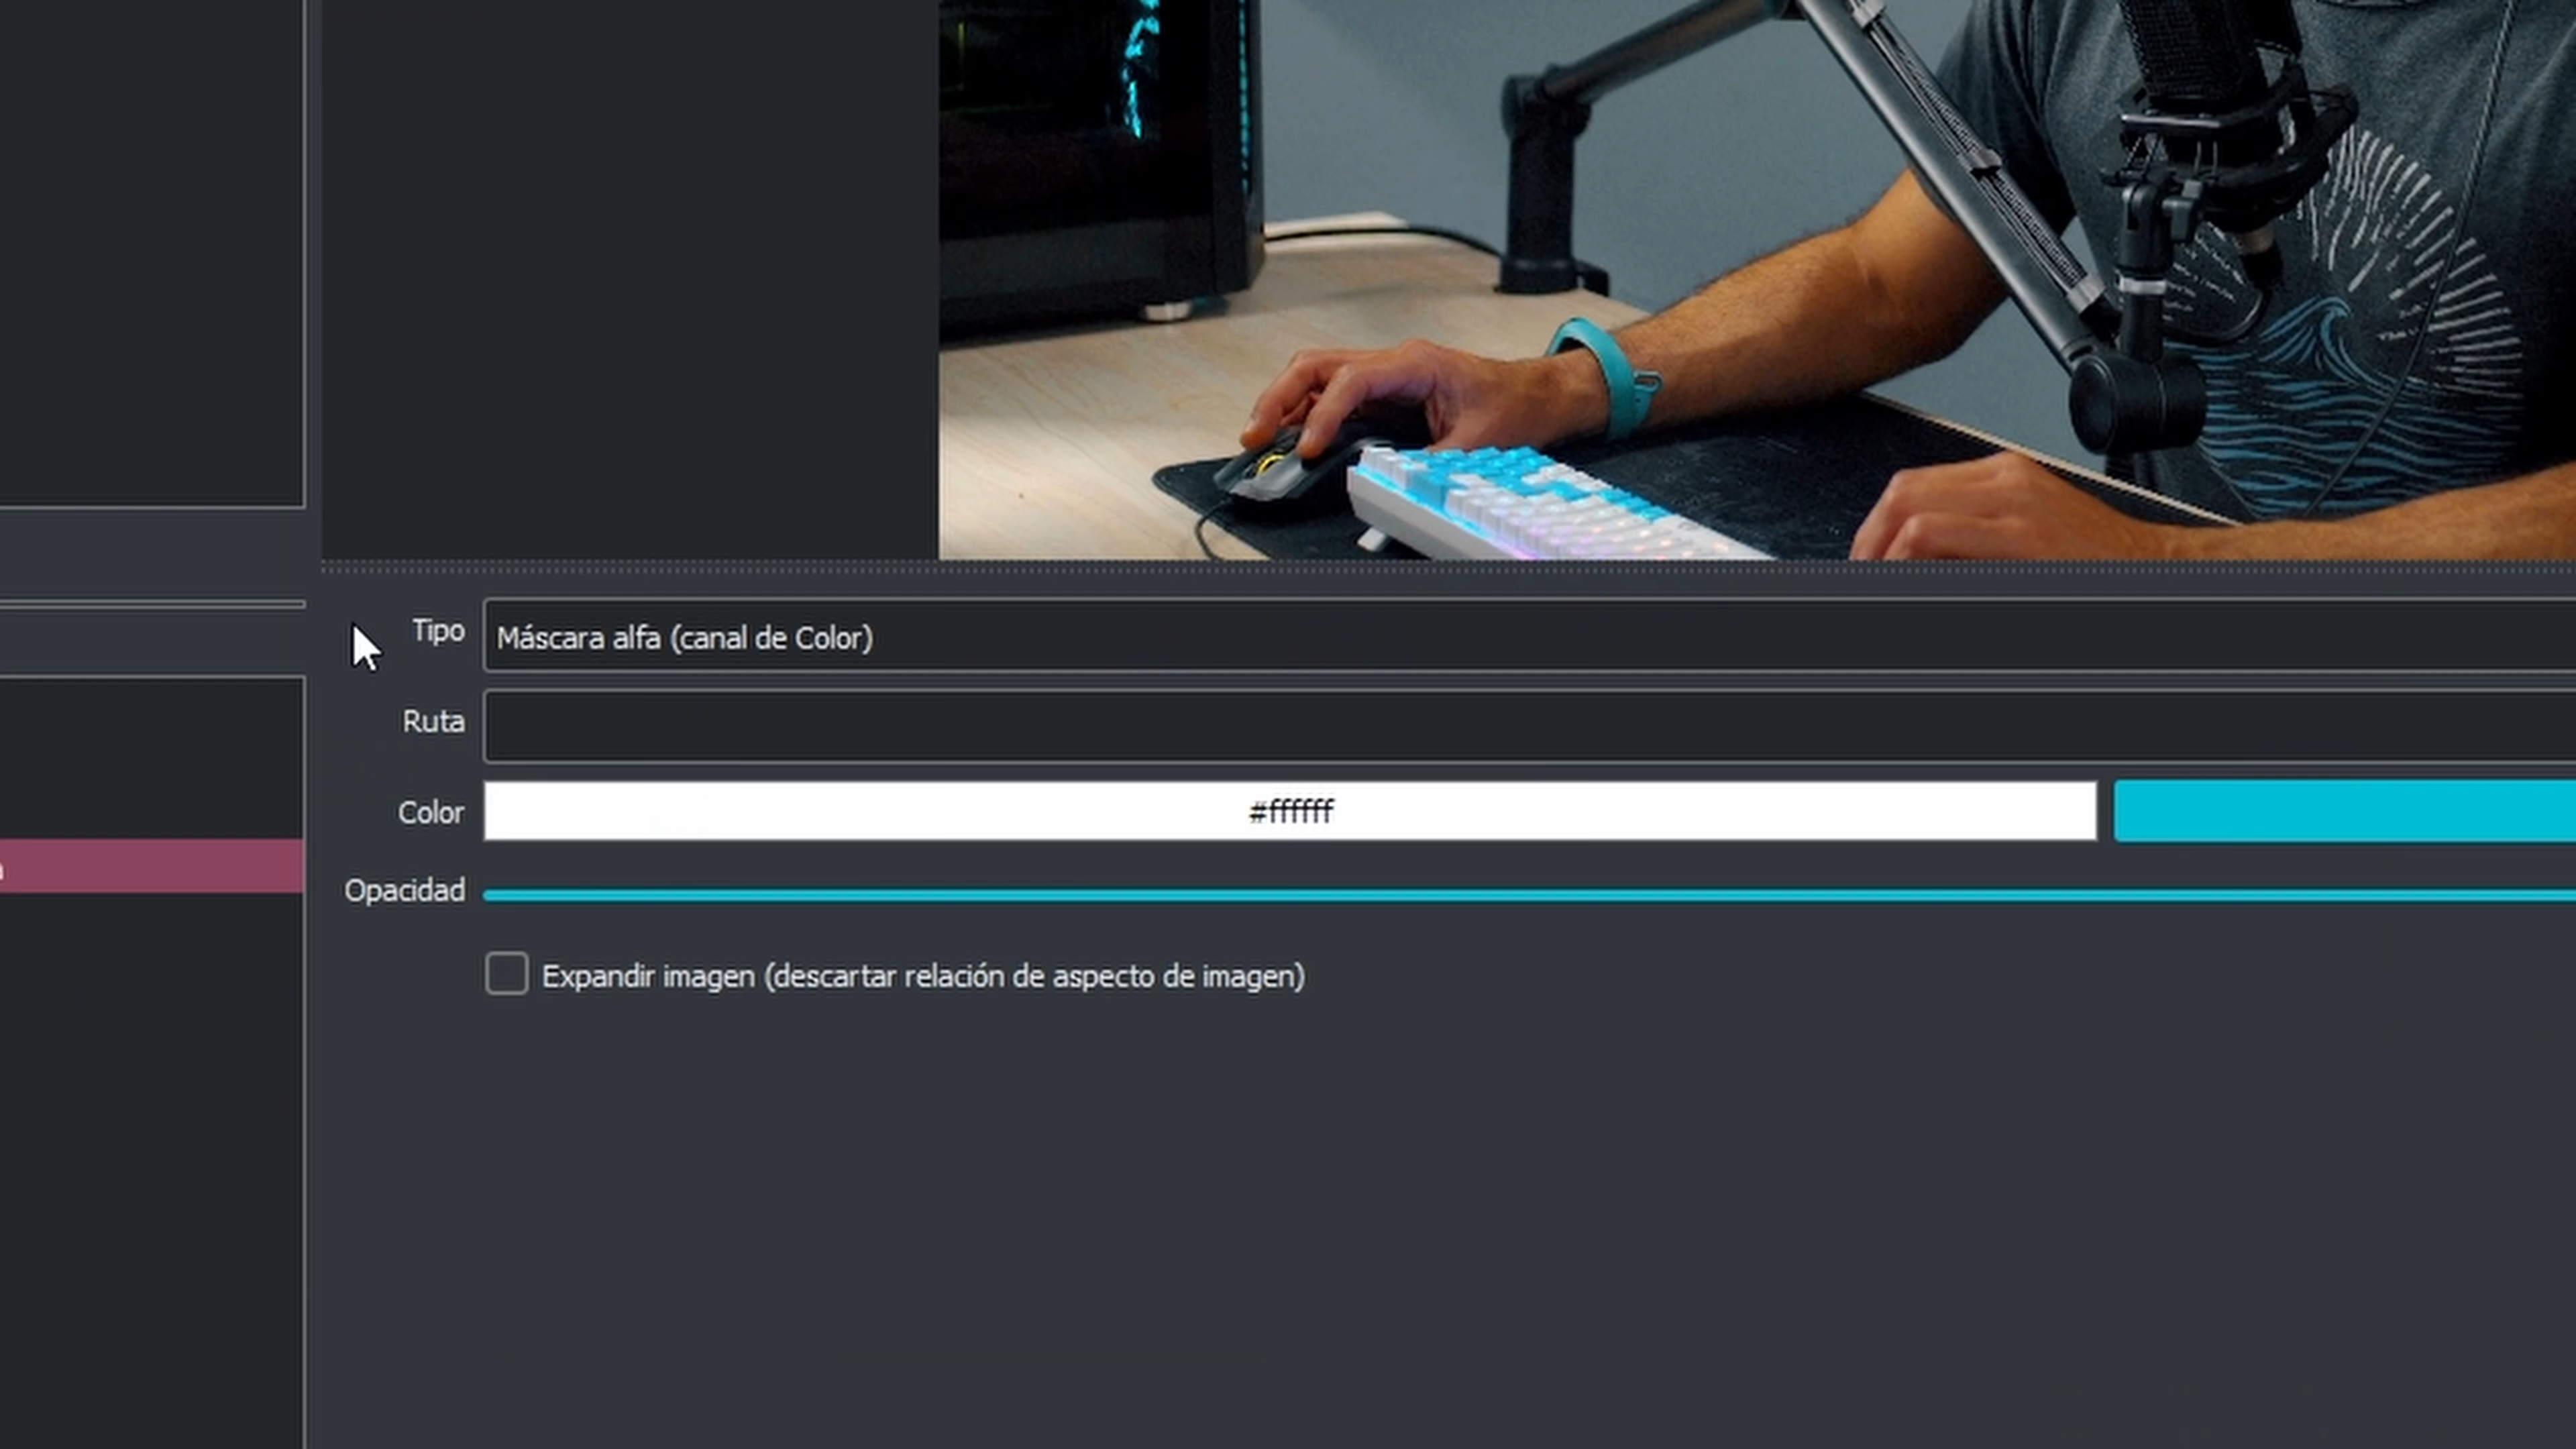 Tipo
Máscara alfa (canal de Color)
Ruta
Color
#ffffff
Opacidad
Expandir imagen (descartar relación de aspecto de imagen)